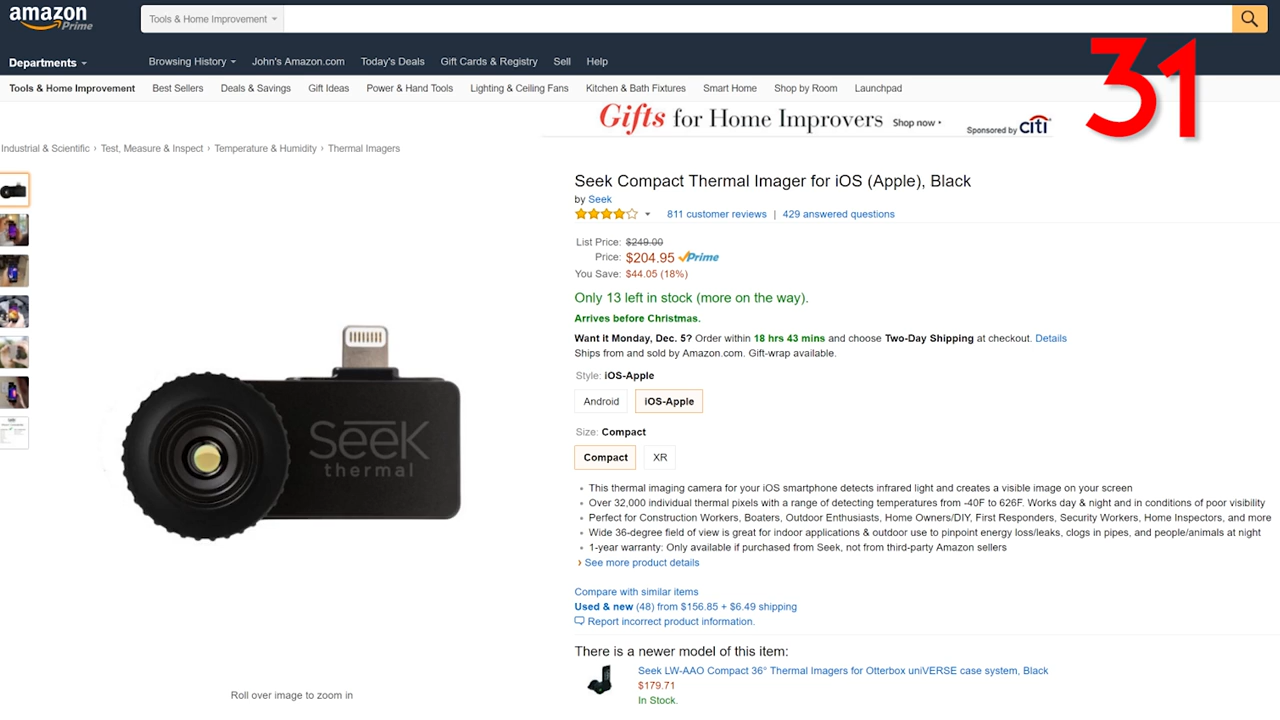 amazon
Prime
Tools & Home Improvement
31
Departments
Browsing History
John's Amazon.com
Today's Deals
Gift Cards & Registry
Sell
Help
Tools & Home Improvement
Best Sellers
Deals & Savings
Gift Ideas
Power & Hand Tools
Lighting & Ceiling Fans
Kitchen & Bath Fixtures
Smart Home
Shop by Room
Launchpad
Gifts for Home Improvers Shop now
Sponsored by citi
Industrial & Scientific › Test, Measure & Inspect › Temperature & Humidity › Thermal Imagers
Seek Compact Thermal Imager for iOS (Apple), Black
by Seek
811 customer reviews | 429 answered questions
List Price: $249.00
Price: $204.95 Prime
You Save: $44.05 (18%)
Only 13 left in stock (more on the way).
Arrives before Christmas.
Want it Monday, Dec. 5? Order within 18 hrs 43 mins and choose Two-Day Shipping at checkout. Details
Ships from and sold by Amazon.com. Gift-wrap available.
Style: iOS-Apple
Android
iOS-Apple
Size: Compact
Compact
XR
Seek
thermal
• This thermal imaging camera for your iOS smartphone detects infrared light and creates a visible image on your screen
• Over 32,000 individual thermal pixels with a range of detecting temperatures from -40F to 626F. Works day & night and in conditions of poor visibility
• Perfect for Construction Workers, Boaters, Outdoor Enthusiasts, Home Owners/DIY, First Responders, Security Workers, Home Inspectors, and more
• Wide 36-degree field of view is great for indoor applications & outdoor use to pinpoint energy loss/leaks, clogs in pipes, and people/animals at night
• 1-year warranty: Only available if purchased from Seek, not from third-party Amazon sellers
› See more product details
Compare with similar items
Used & new (48) from $156.85 + $6.49 shipping
Report incorrect product information.
There is a newer model of this item:
Seek LW-AAO Compact 36° Thermal Imagers for Otterbox uniVERSE case system, Black
$179.71
In Stock.
Roll over image to zoom in